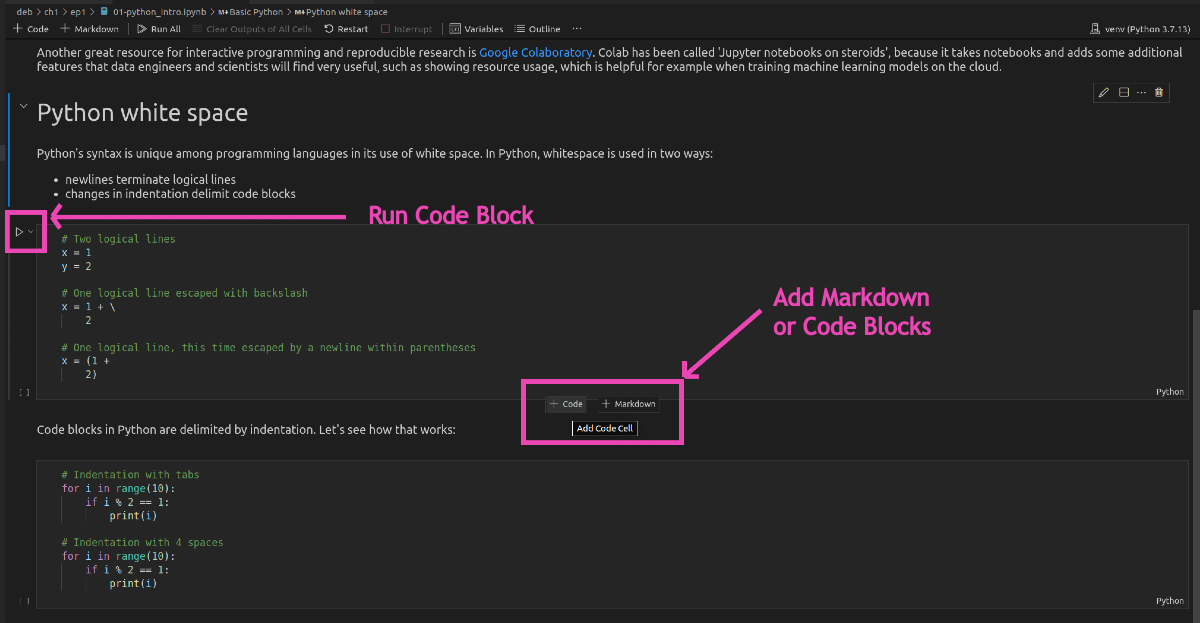 deb > ch1 > ep1 > 01-python_intro.ipynb > M↓Basic Python > M↓Python white space
+ Code + Markdown | Run All Clear Outputs of All Cells Restart Interrupt | Variables Outline ··· venv (Python 3.7.13)
Another great resource for interactive programming and reproducible research is Google Colaboratory. Colab has been called 'Jupyter notebooks on steroids', because it takes notebooks and adds some additional
features that data engineers and scientists will find very useful, such as showing resource usage, which is helpful for example when training machine learning models on the cloud.
Python white space
Python's syntax is unique among programming languages in its use of white space. In Python, whitespace is used in two ways:
• newlines terminate logical lines
• changes in indentation delimit code blocks
Run Code Block
# Two logical lines
x = 1
y = 2
# One logical line escaped with backslash
x = 1 + \
    2
# One logical line, this time escaped by a newline within parentheses
x = (1 +
    2)
[ ]
Python
Add Markdown
or Code Blocks
+ Code + Markdown
Add Code Cell
Code blocks in Python are delimited by indentation. Let's see how that works:
# Indentation with tabs
for i in range(10):
    if i % 2 == 1:
        print(i)
# Indentation with 4 spaces
for i in range(10):
    if i % 2 == 1:
        print(i)
[ ]
Python